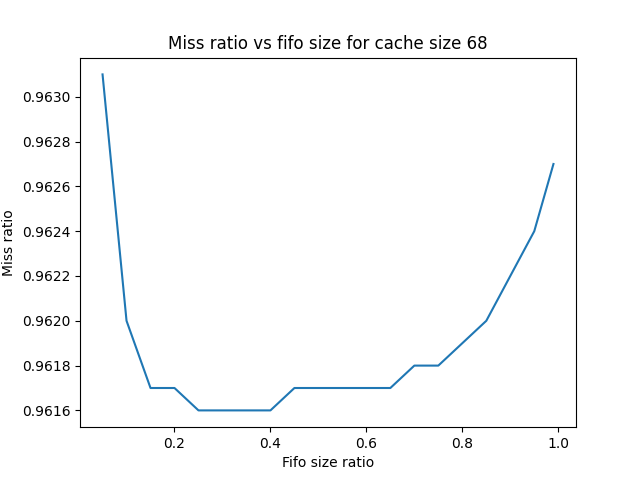 Miss ratio vs fifo size for cache size 68
0.9630
0.9628
0.9626
0.9624
0.9622
0.9620
0.9618
0.9616
Miss ratio
0.2 0.4 0.6 0.8 1.0
Fifo size ratio